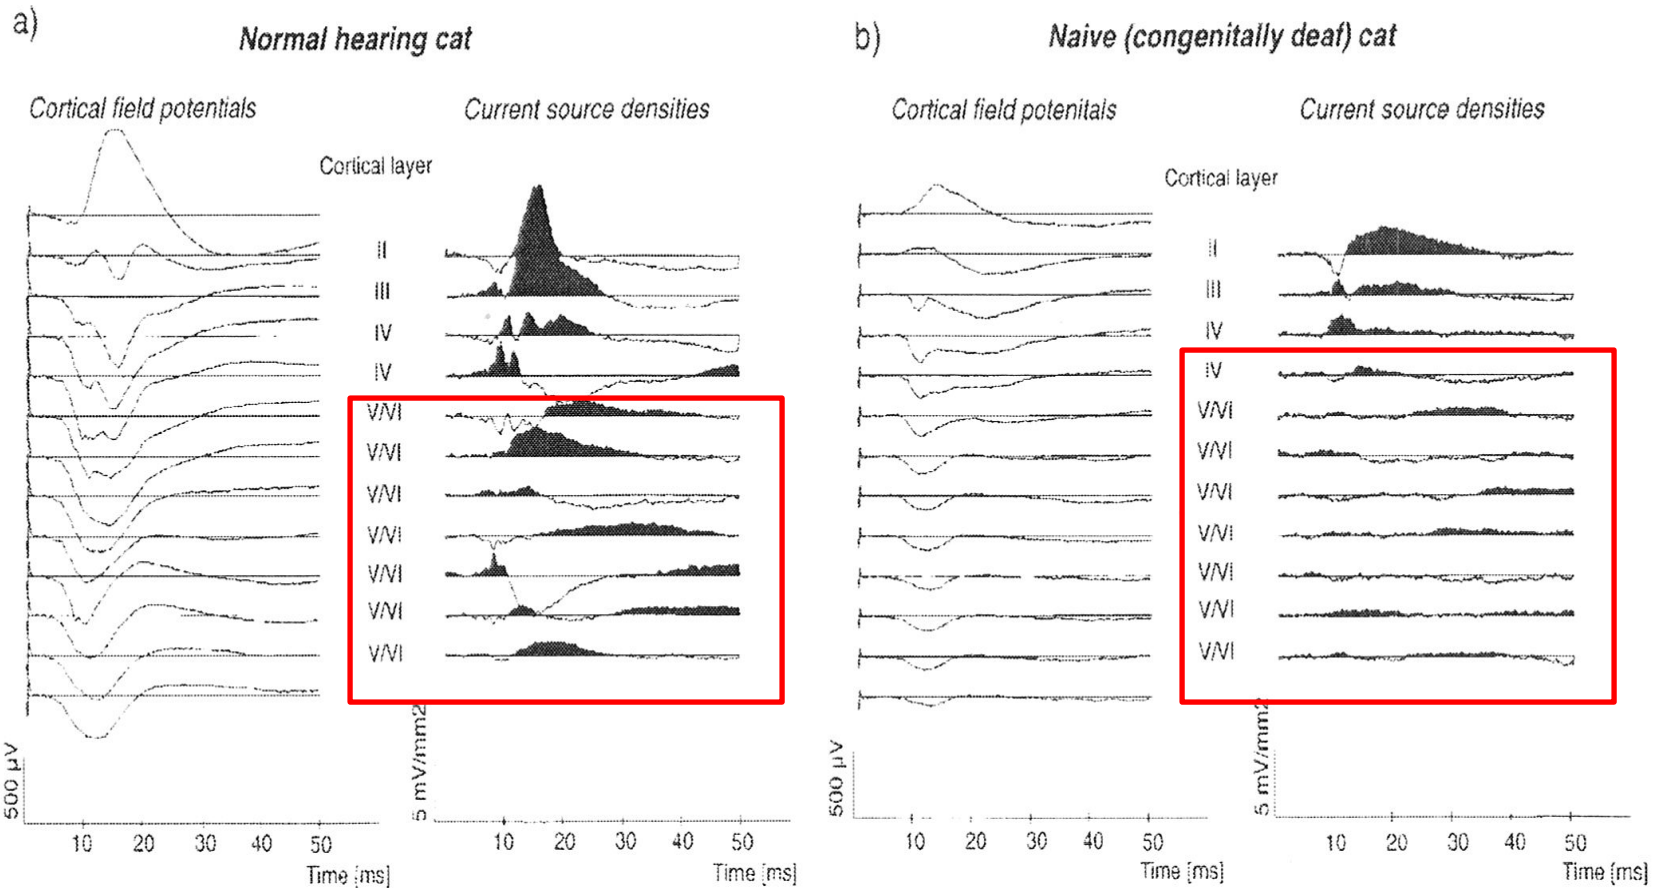 a)
Normal hearing cat
Cortical field potentials
Current source densities
Cortical layer
II
III
IV
IV
V/VI
V/VI
V/VI
V/VI
V/VI
V/VI
V/VI
500 µV
5 mV/mm2
10 20 30 40 50
Time [ms]
10 20 30 40 50
Time [ms]
b)
Naive (congenitally deaf) cat
Cortical field potenitals
Current source densities
Cortical layer
II
III
IV
IV
V/VI
V/VI
V/VI
V/VI
V/VI
V/VI
V/VI
500 µV
5 mV/mm2
10 20 30 40 50
Time [ms]
10 20 30 40 50
Time [ms]